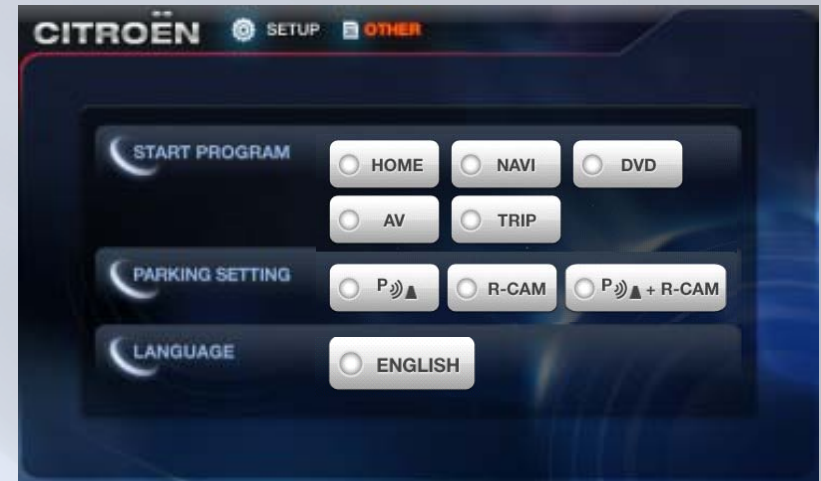 CITROËN SETUP OTHER
START PROGRAM HOME NAVI DVD
AV TRIP
PARKING SETTING P R-CAM P + R-CAM
LANGUAGE ENGLISH